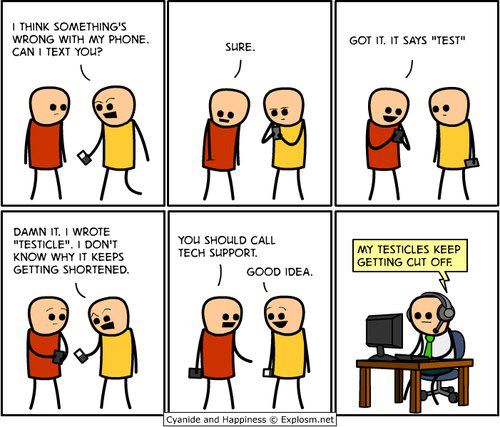 I THINK SOMETHING'S
WRONG WITH MY PHONE.
CAN I TEXT YOU?
SURE.
GOT IT. IT SAYS "TEST"
DAMN IT. I WROTE
"TESTICLE". I DON'T
KNOW WHY IT KEEPS
GETTING SHORTENED.
YOU SHOULD CALL
TECH SUPPORT.
GOOD IDEA.
MY TESTICLES KEEP
GETTING CUT OFF.
Cyanide and Happiness © Explosm.net